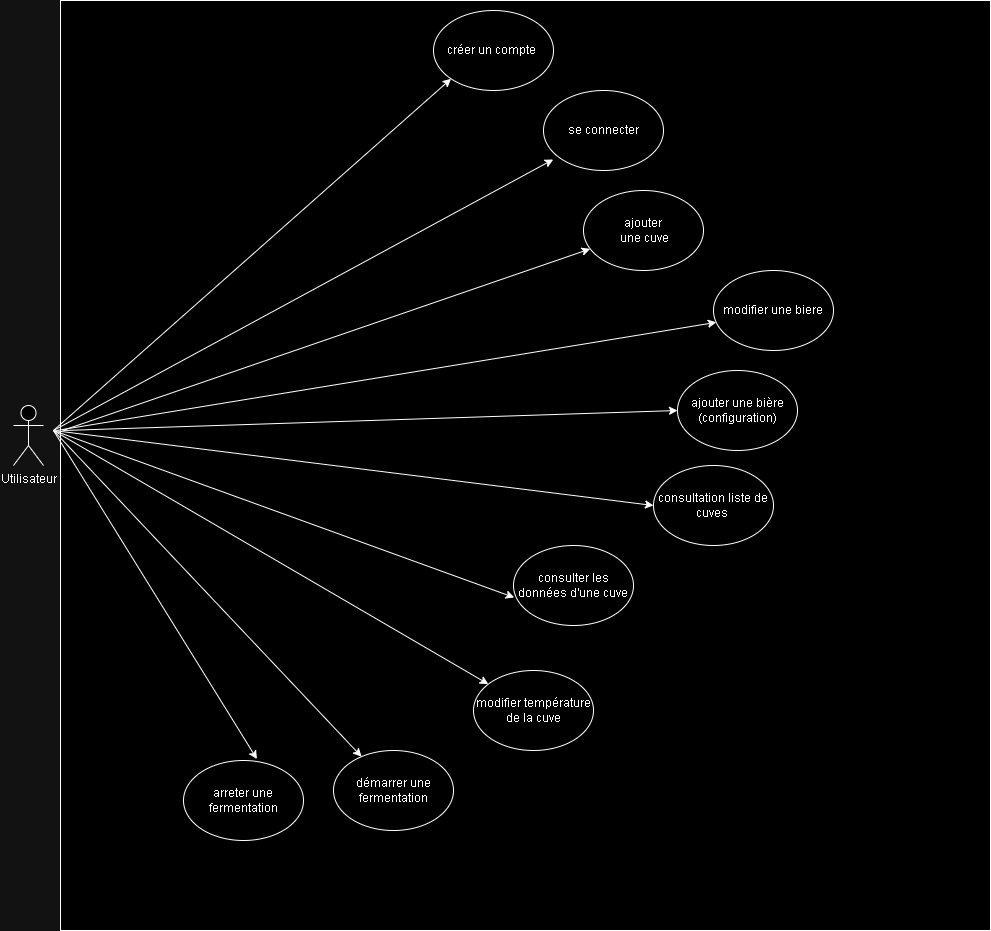 créer un compte
se connecter
ajouter
une cuve
modifier une biere
ajouter une bière
(configuration)
Utilisateur
consultation liste de
cuves
consulter les
données d'une cuve
modifier température
de la cuve
démarrer une
fermentation
arreter une
fermentation